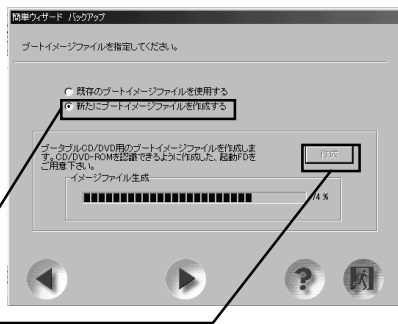 簡単ウィザード バックアップ
ブートイメージファイルを指定してください。
既存のブートイメージファイルを使用する
新たにブートイメージファイルを作成する
ブータブルCD/DVD用のブートイメージファイルを作成しま
す。CD/DVD-ROMを認識できるように作成した、起動FDを
ご用意下さい。
作成
イメージファイル生成
74 %
?